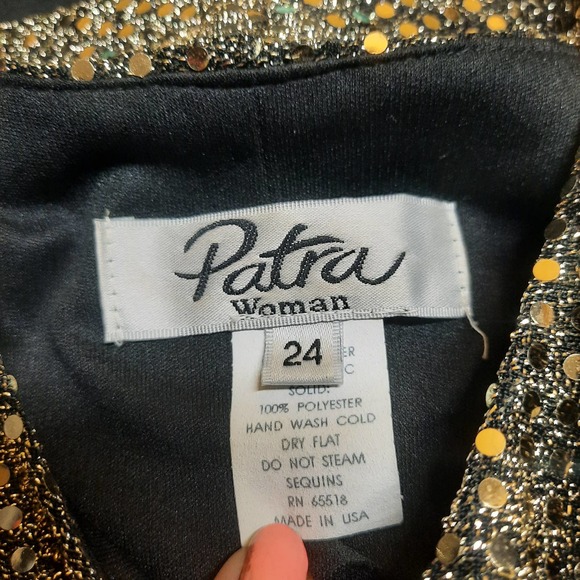 Patra
Woman
24
ER
C
SOLID:
100% POLYESTER
HAND WASH COLD
DRY FLAT
DO NOT STEAM
SEQUINS
RN 65518
MADE IN USA